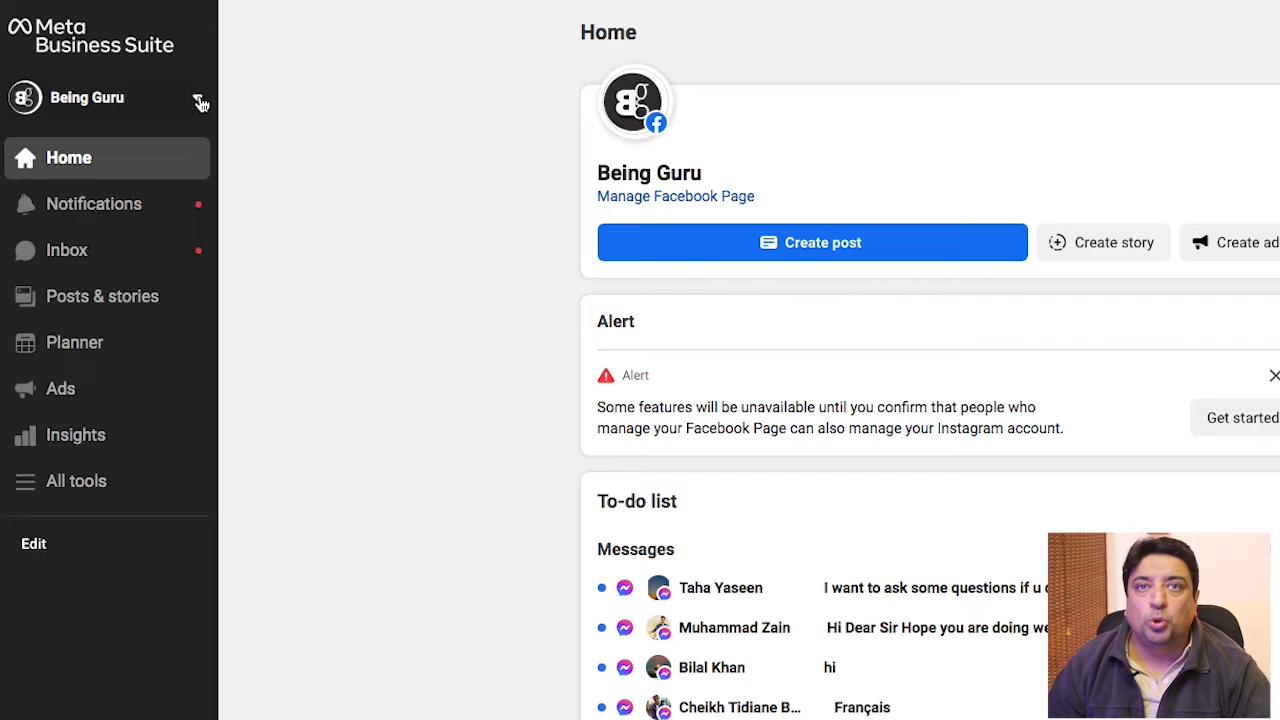 Meta
Business Suite
Being Guru
Home
Notifications
Inbox
Posts & stories
Planner
Ads
Insights
All tools
Edit
Home
Being Guru
Manage Facebook Page
Create post
Create story
Create ad
Alert
Alert
Some features will be unavailable until you confirm that people who
manage your Facebook Page can also manage your Instagram account.
Get started
To-do list
Messages
Taha Yaseen I want to ask some questions if u
Muhammad Zain Hi Dear Sir Hope you are doing we
Bilal Khan hi
Cheikh Tidiane B... Français